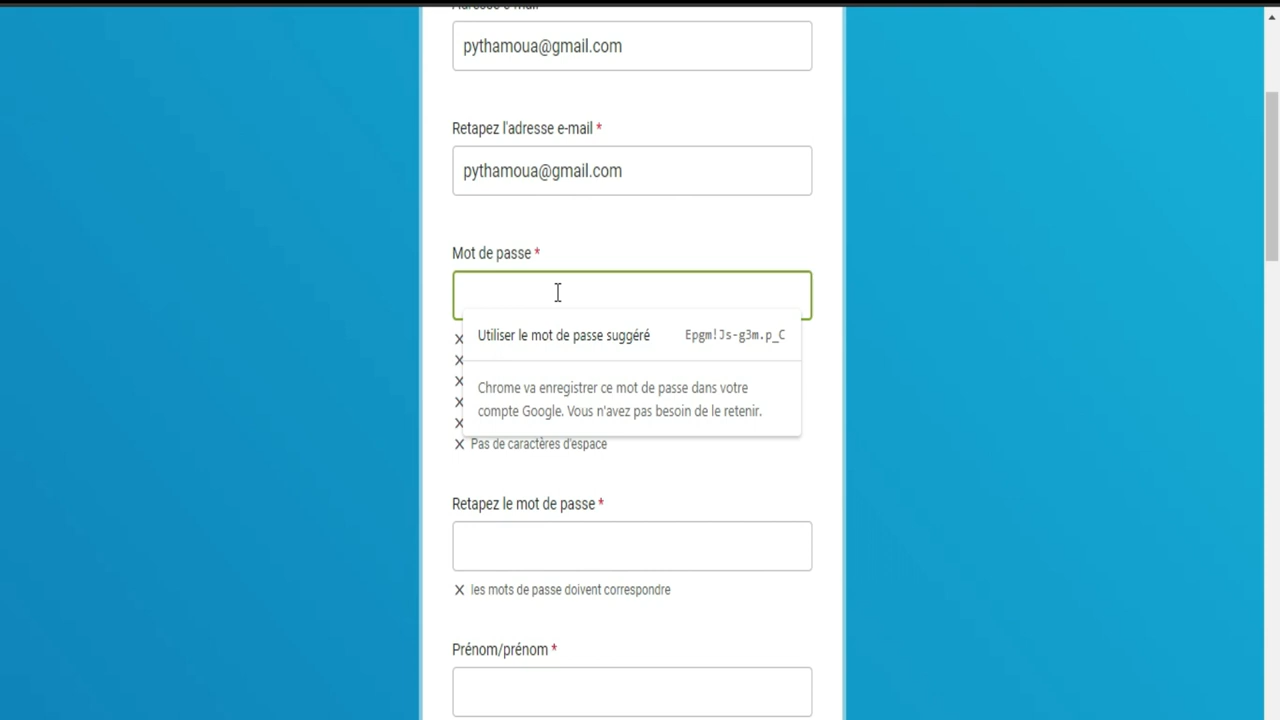 pythamoua@gmail.com
Retapez l'adresse e-mail *
pythamoua@gmail.com
Mot de passe *
Utiliser le mot de passe suggéré Epgm!Js-g3m.p_C
Chrome va enregistrer ce mot de passe dans votre
compte Google. Vous n'avez pas besoin de le retenir.
Pas de caractères d'espace
Retapez le mot de passe *
les mots de passe doivent correspondre
Prénom/prénom *